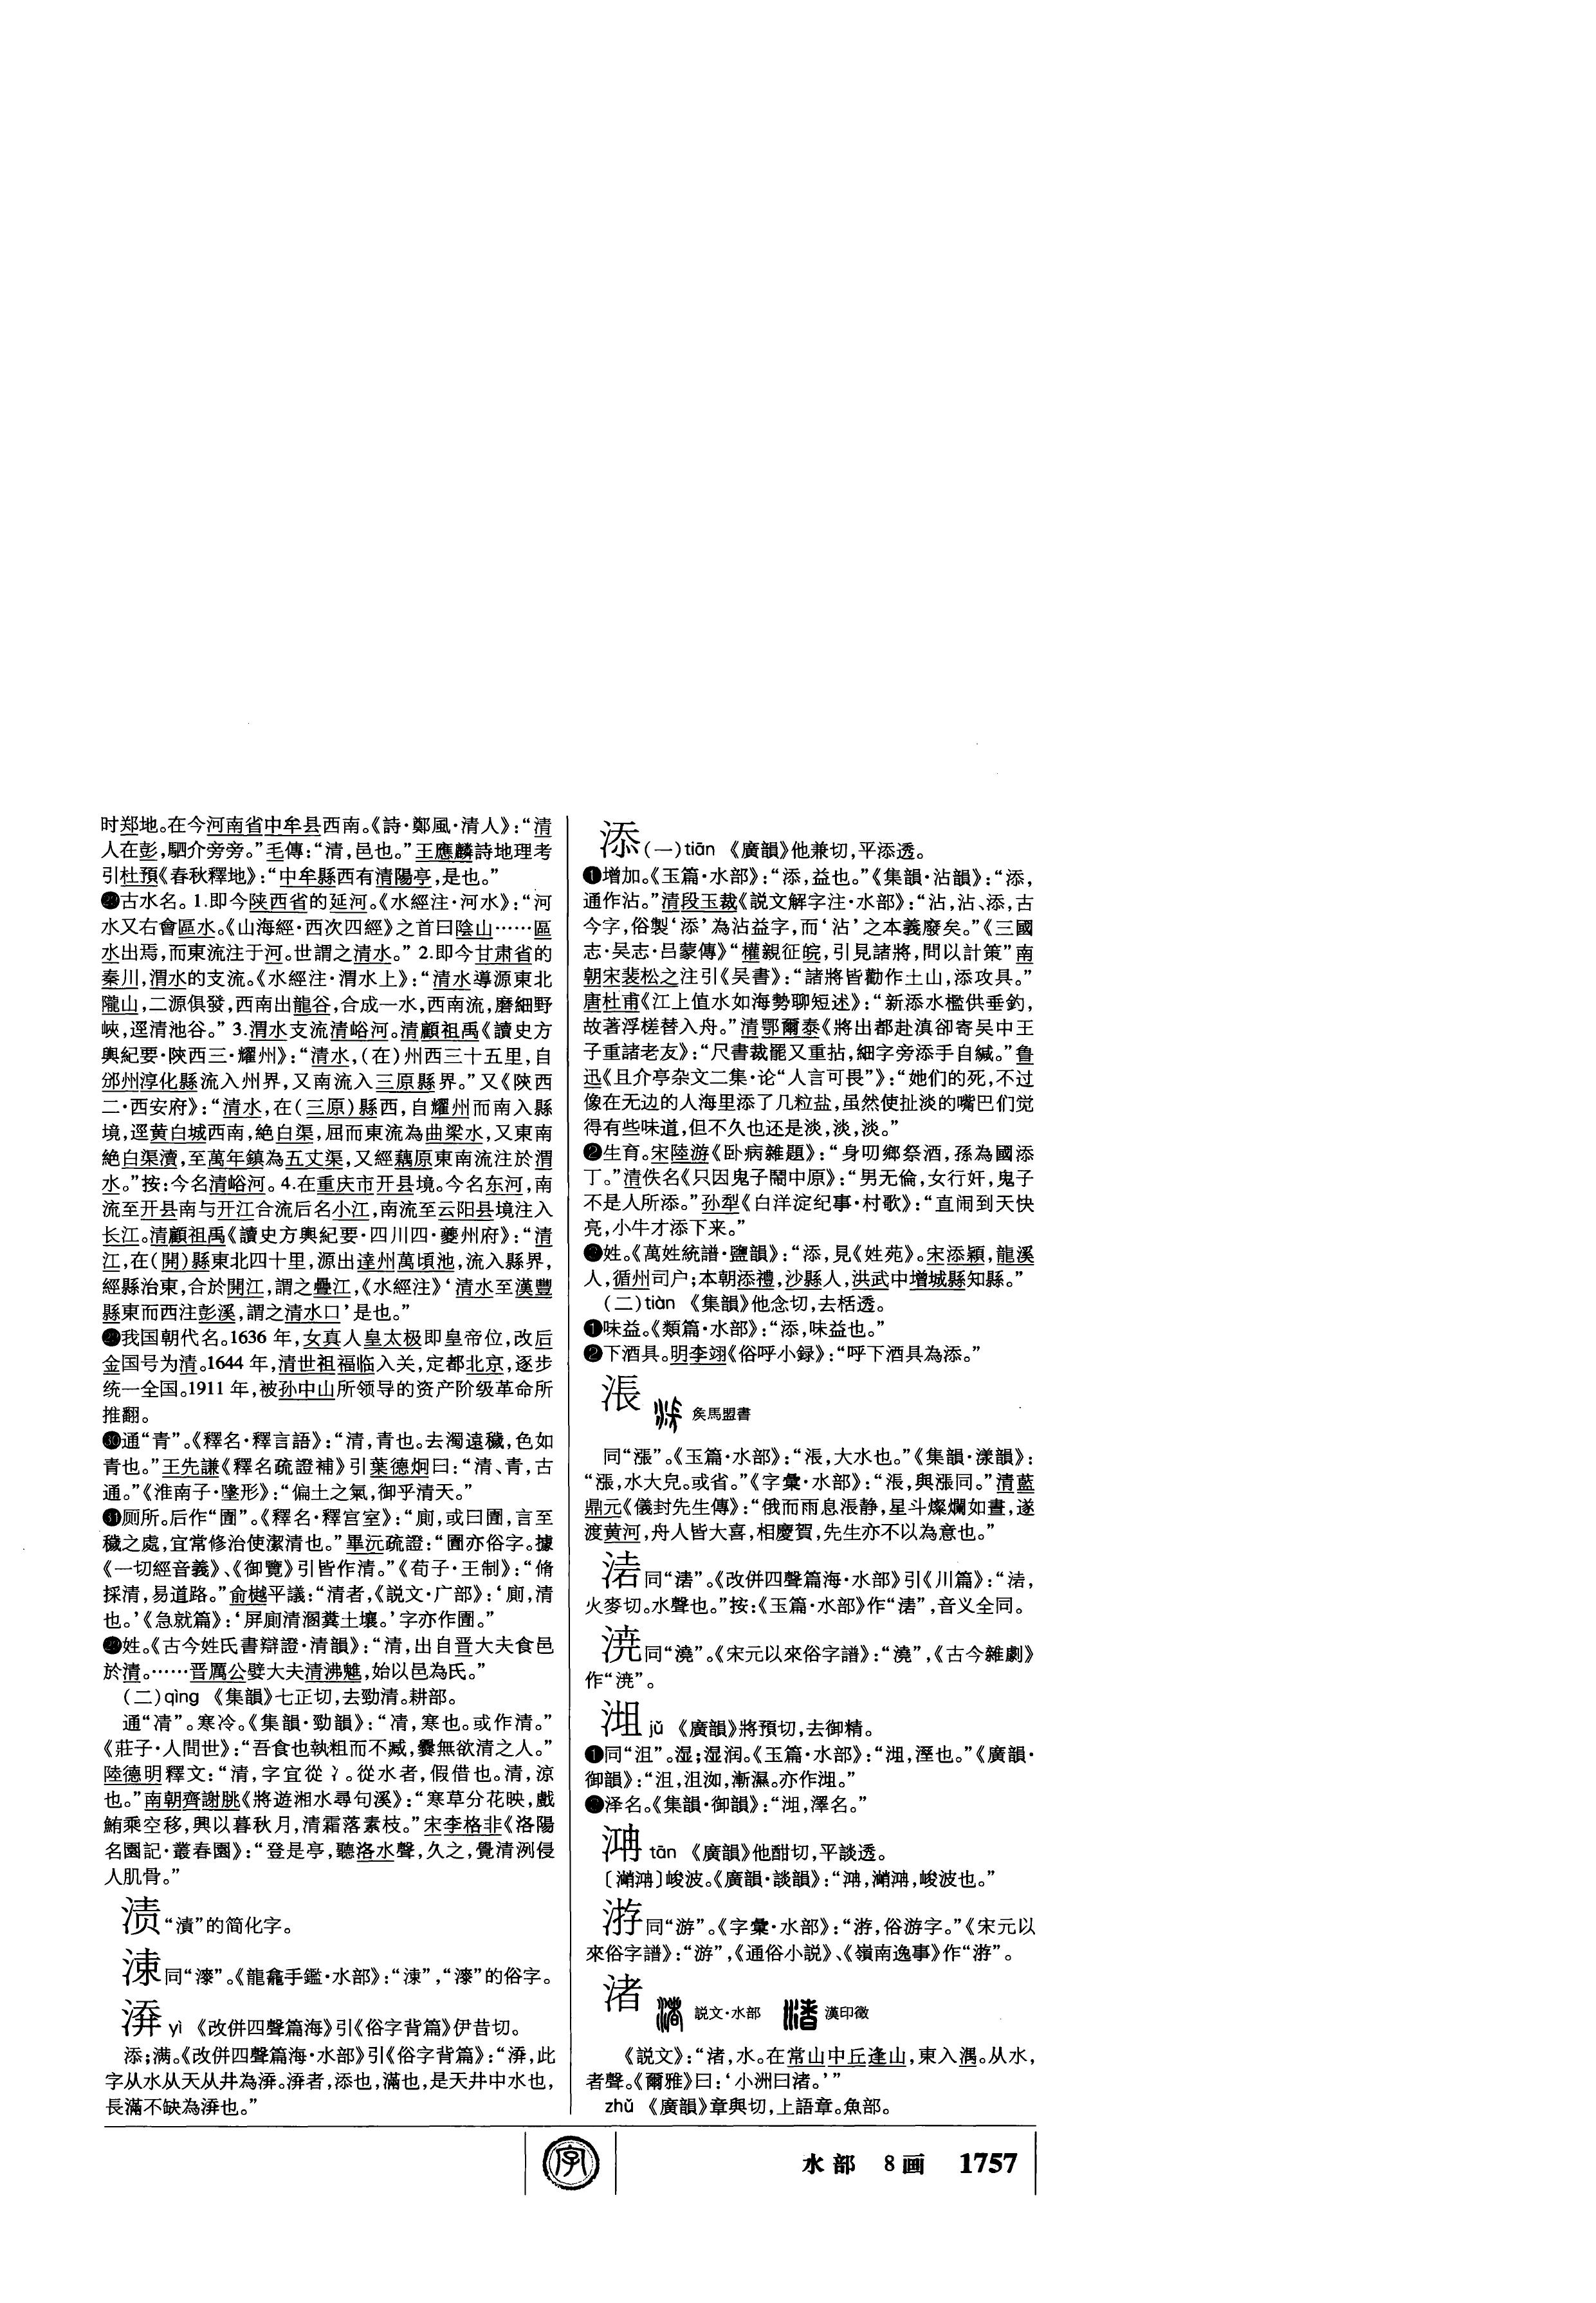 时郑地。在今河南省中牟县西南。《詩·鄭風·清人》：“清
人在彭，駟介旁旁。”毛傳：“清，邑也。”王應麟詩地理考
引杜預《春秋釋地》：“中牟縣西有清陽亭，是也。”
㉘古水名。1.即今陕西省的延河。《水經注·河水》：“河
水又右會區水。《山海經·西次四經》之首曰陰山……區
水出焉，而東流注于河。世謂之清水。” 2.即今甘肃省的
秦川，渭水的支流。《水經注·渭水上》：“清水導源東北
隴山，二源俱發，西南出龍谷，合成一水，西南流，磨細野
峽，逕清池谷。” 3.渭水支流清峪河。清顧祖禹《讀史方
輿紀要·陝西三·耀州》：“清水，(在)州西三十五里，自
邠州淳化縣流入州界，又南流入三原縣界。”又《陝西
二·西安府》：“清水，在(三原)縣西，自耀州而南入縣
境，逕黄白城西南，絶白渠，屈而東流為曲梁水，又東南
絶白渠瀆，至萬年鎮為五丈渠，又經藕原東南流注於渭
水。”按：今名清峪河。4.在重庆市开县境。今名东河，南
流至开县南与开江合流后名小江，南流至云阳县境注入
长江。清顧祖禹《讀史方輿紀要·四川四·夔州府》：“清
江，在(開)縣東北四十里，源出達州萬頃池，流入縣界，
經縣治東，合於開江，謂之疊江，《水經注》‘清水至漢豐
縣東而西注彭溪，謂之清水口’是也。”
㉙我国朝代名。1636 年，女真人皇太极即皇帝位，改后
金国号为清。1644 年，清世祖福临入关，定都北京，逐步
统一全国。1911 年，被孙中山所领导的资产阶级革命所
推翻。
㉚通“青”。《釋名·釋言語》：“清，青也。去濁遠穢，色如
青也。”王先謙《釋名疏證補》引葉德炯曰：“清、青，古
通。”《淮南子·墬形》：“偏土之氣，御乎清天。”
㉛厕所。后作“圊”。《釋名·釋宫室》：“廁，或曰圊，言至
穢之處，宜常修治使潔清也。”畢沅疏證：“圊亦俗字。據
《一切經音義》、《御覽》引皆作清。”《荀子·王制》：“脩
採清，易道路。”俞樾平議：“清者，《説文·广部》：‘廁，清
也。’《急就篇》：‘屏廁清溷糞土壤。’字亦作圊。”
㉜姓。《古今姓氏書辯證·清韻》：“清，出自晋大夫食邑
於清。……晋厲公嬖大夫清沸魋，始以邑為氏。”
(二)qìng 《集韻》七正切，去勁清。耕部。
通“凊”。寒冷。《集韻·勁韻》：“凊，寒也。或作清。”
《莊子·人間世》：“吾食也執粗而不臧，爨無欲清之人。”
陸德明釋文：“清，字宜從冫。從水者，假借也。清，涼
也。”南朝齊謝朓《將遊湘水尋句溪》：“寒草分花映，戲
鮪乘空移，興以暮秋月，清霜落素枝。”宋李格非《洛陽
名園記·叢春園》：“登是亭，聽洛水聲，久之，覺清洌侵
人肌骨。”
渍“漬”的简化字。
涷同“漆”。《龍龕手鑑·水部》：“涷”，“漆”的俗字。
yì 《改併四聲篇海》引《俗字背篇》伊昔切。
添；满。《改併四聲篇海·水部》引《俗字背篇》：“，此
字从水从天从井為。者，添也，滿也，是天井中水也，
長滿不缺為也。”
添(一)tiān 《廣韻》他兼切，平添透。
❶增加。《玉篇·水部》：“添，益也。”《集韻·沾韻》：“添，
通作沾。”清段玉裁《説文解字注·水部》：“沾，沾、添，古
今字，俗製‘添’為沾益字，而‘沾’之本義廢矣。”《三國
志·吴志·吕蒙傳》“權親征皖，引見諸將，問以計策”南
朝宋裴松之注引《吴書》：“諸將皆勸作土山，添攻具。”
唐杜甫《江上值水如海勢聊短述》：“新添水檻供垂釣，
故著浮槎替入舟。”清鄂爾泰《將出都赴滇卻寄吴中王
子重諸老友》：“尺書裁罷又重拈，細字旁添手自緘。”鲁
迅《且介亭杂文二集·论“人言可畏”》：“她们的死，不过
像在无边的人海里添了几粒盐，虽然使扯淡的嘴巴们觉
得有些味道，但不久也还是淡，淡，淡。”
❷生育。宋陸游《卧病雜題》：“身叨鄉祭酒，孫為國添
丁。”清佚名《只因鬼子鬧中原》：“男无倫，女行奸，鬼子
不是人所添。”孙犁《白洋淀纪事·村歌》：“直闹到天快
亮，小牛才添下来。”
❸姓。《萬姓統譜·鹽韻》：“添，見《姓苑》。宋添穎，龍溪
人，循州司户；本朝添禮，沙縣人，洪武中增城縣知縣。”
(二)tiàn 《集韻》他念切，去㮇透。
❶味益。《類篇·水部》：“添，味益也。”
❷下酒具。明李翊《俗呼小録》：“呼下酒具為添。”
涱 矦馬盟書
同“漲”。《玉篇·水部》：“涱，大水也。”《集韻·漾韻》：
“漲，水大皃。或省。”《字彙·水部》：“涱，與漲同。”清藍
鼎元《儀封先生傳》：“俄而雨息涱静，星斗燦爛如晝，遂
渡黄河，舟人皆大喜，相慶賀，先生亦不以為意也。”
同“”。《改併四聲篇海·水部》引《川篇》：“，
火麥切。水聲也。”按：《玉篇·水部》作“”，音义全同。
同“澆”。《宋元以來俗字譜》：“澆”，《古今雜劇》
作“”。
jǔ 《廣韻》將預切，去御精。
❶同“沮”。湿；湿润。《玉篇·水部》：“，溼也。”《廣韻·
御韻》：“沮，沮洳，漸濕。亦作。”
❷泽名。《集韻·御韻》：“，澤名。”
tān 《廣韻》他酣切，平談透。
〔〕峻波。《廣韻·談韻》：“，峻波也。”
㳺同“游”。《字彙·水部》：“㳺，俗游字。”《宋元以
來俗字譜》：“游”，《通俗小説》、《嶺南逸事》作“㳺”。
渚 説文·水部 漢印徵
《説文》：“渚，水。在常山中丘逢山，東入湡。从水，
者聲。《爾雅》曰：‘小洲曰渚。’”
zhǔ 《廣韻》章與切，上語章。魚部。
字
水部 8画 1757